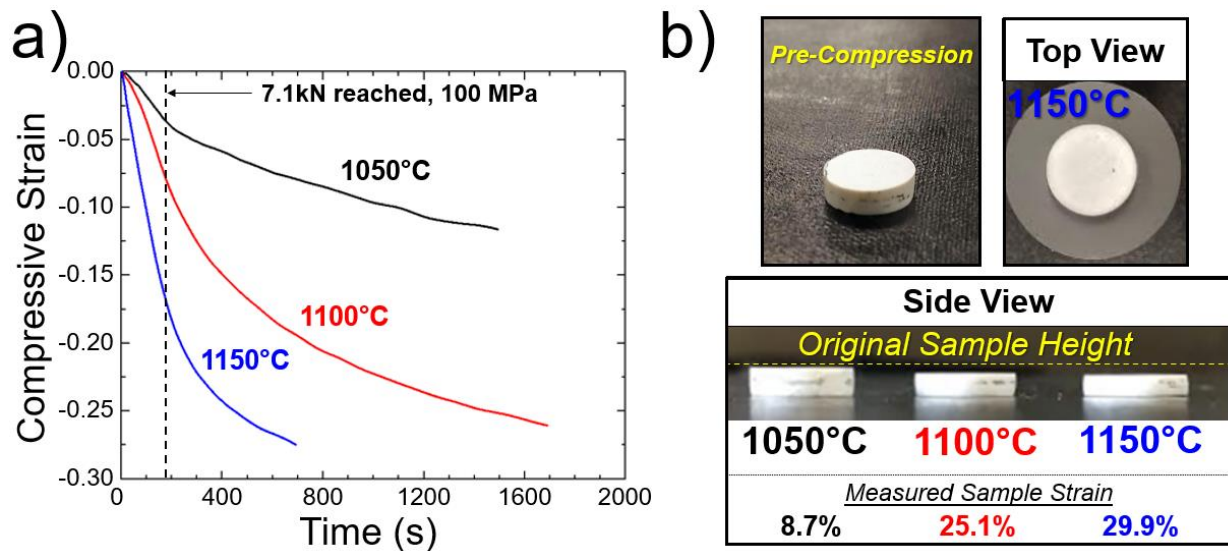 a)
0.00
-0.05
-0.10
-0.15
-0.20
-0.25
-0.30
Compressive Strain
7.1kN reached, 100 MPa
1050°C
1100°C
1150°C
0 400 800 1200 1600 2000
Time (s)
b)
Pre-Compression
Top View
1150°C
Side View
Original Sample Height
1050°C 1100°C 1150°C
Measured Sample Strain
8.7% 25.1% 29.9%